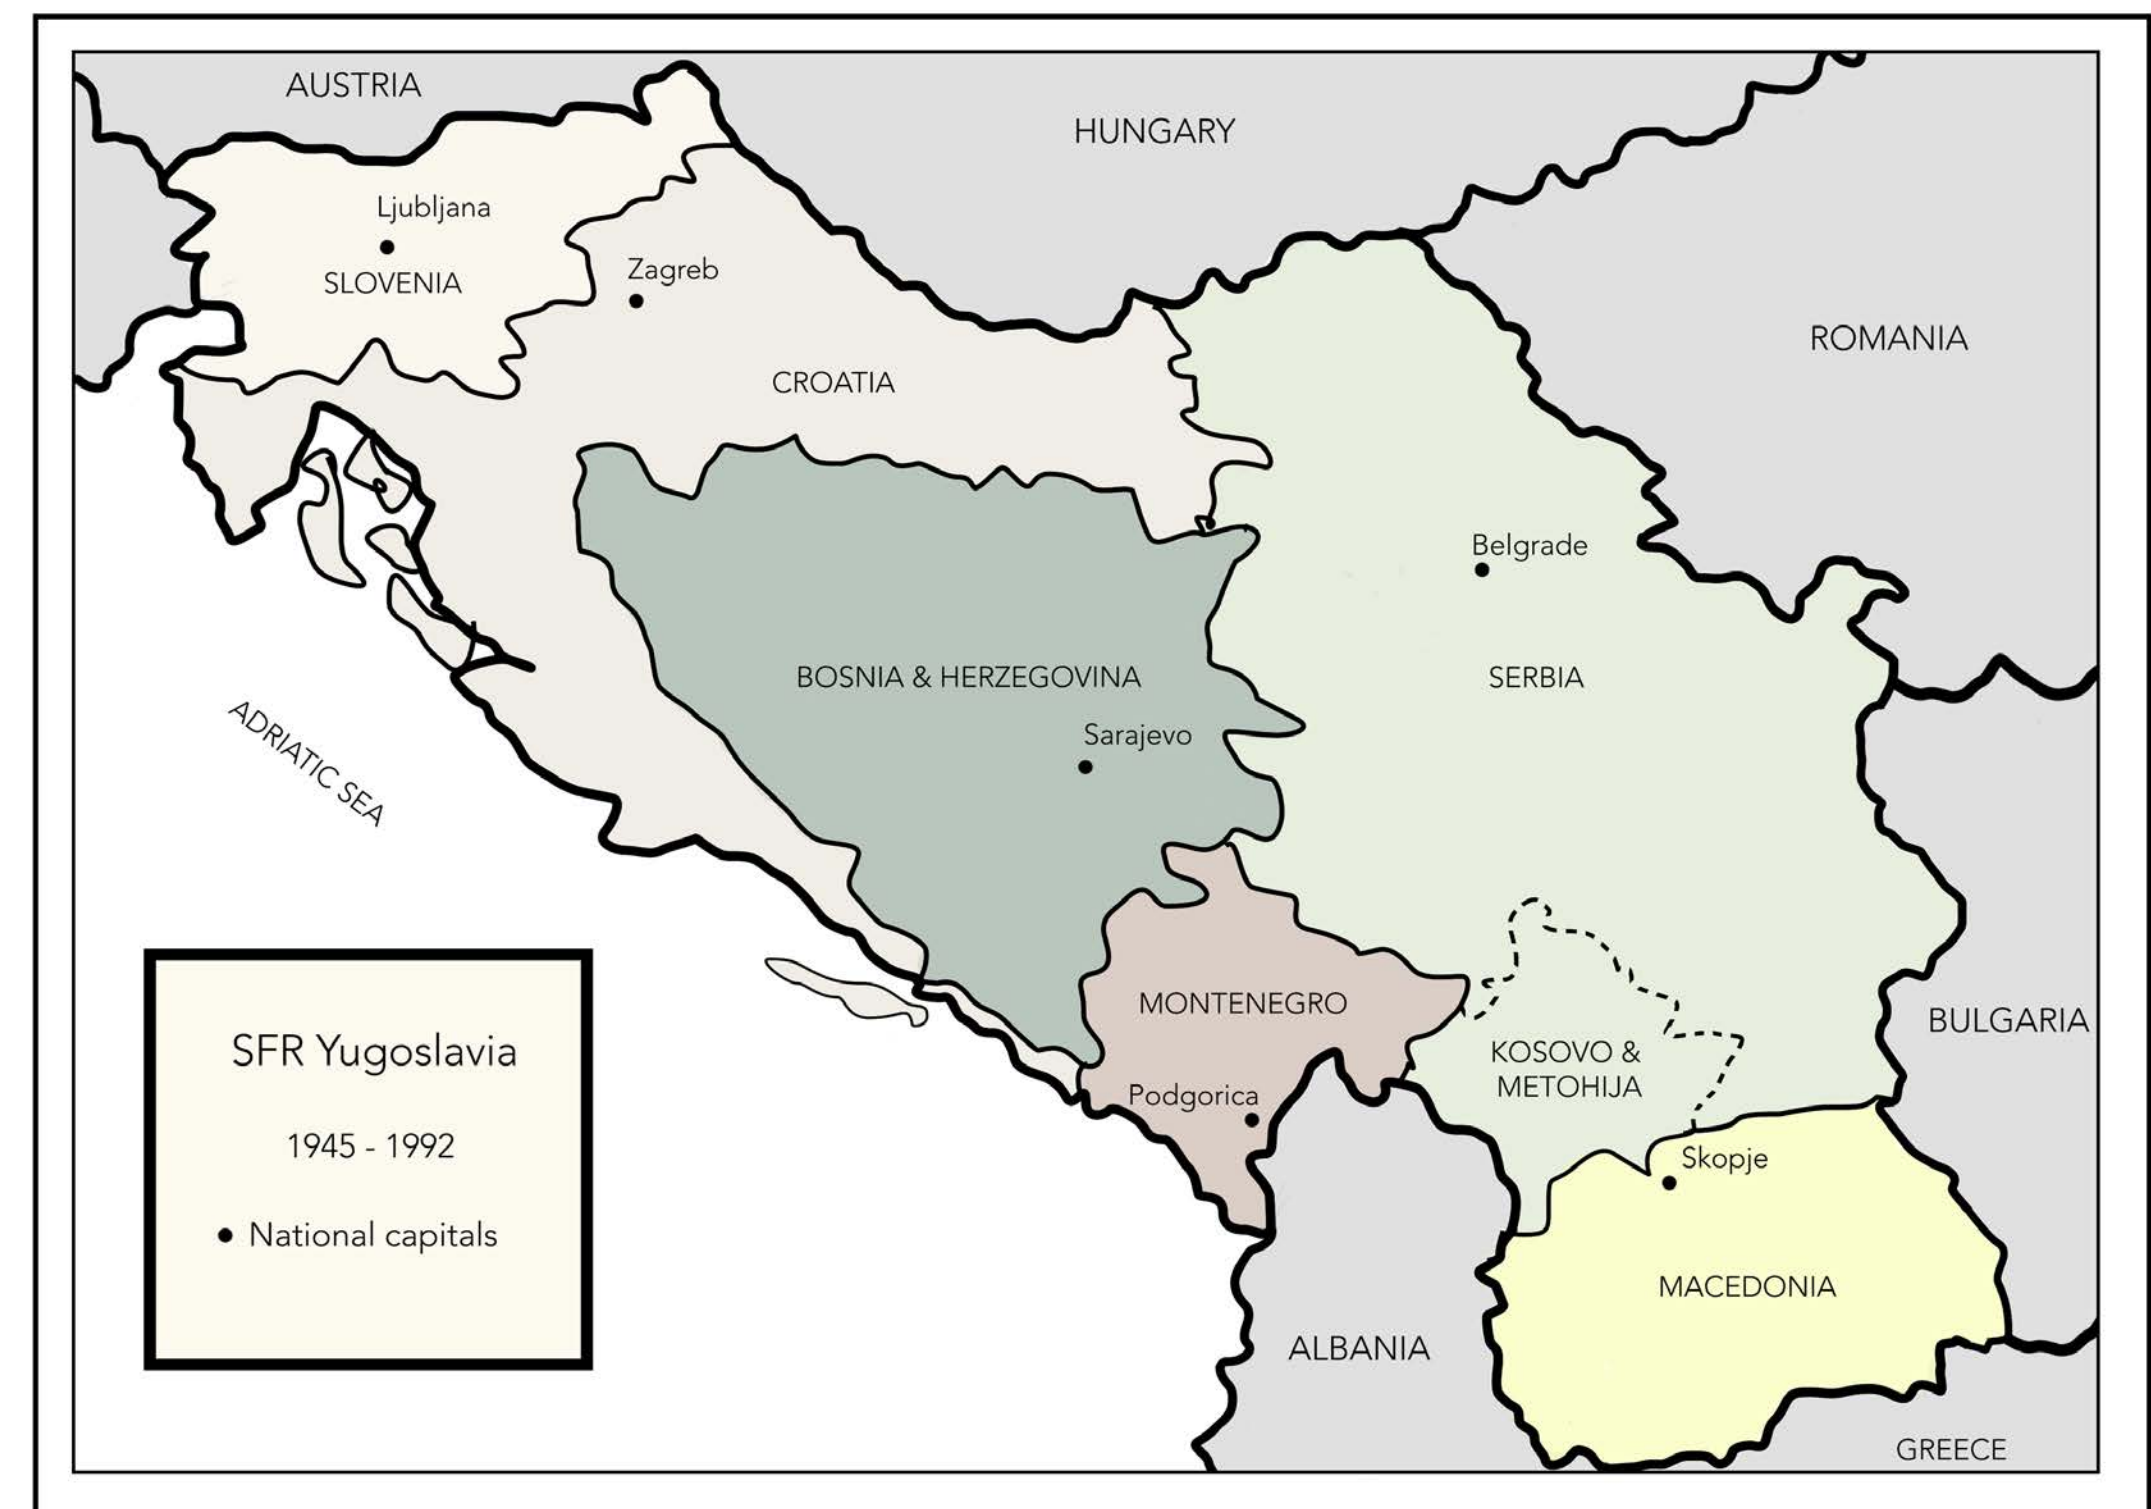 AUSTRIA
HUNGARY
Ljubljana
SLOVENIA
Zagreb
ROMANIA
CROATIA
Belgrade
BOSNIA & HERZEGOVINA
SERBIA
Sarajevo
ADRIATIC SEA
MONTENEGRO
BULGARIA
KOSOVO &
METOHIJA
Podgorica
Skopje
MACEDONIA
ALBANIA
GREECE
SFR Yugoslavia
1945 - 1992
• National capitals